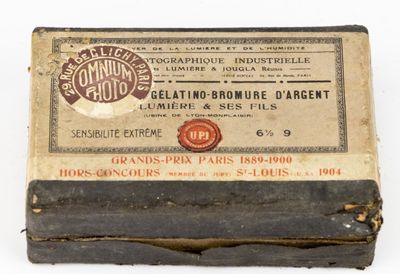 VER DE LA LUMIÈRE ET DE L'HUMIDITÉ
OTOGRAPHIQUE INDUSTRIELLE
LUMIÈRE & JOUGLA Réunis
29, RUE DE CLICHY, PARIS
OMNIUM
PHOTO
GÉLATINO-BROMURE D'ARGENT
LUMIÈRE & SES FILS
(USINE DE LYON-MONPLAISIR)
SENSIBILITÉ EXTRÊME
U.P.I
6½ 9
GRANDS-PRIX PARIS 1889-1900
HORS-CONCOURS (MEMBRE DU JURY) St-LOUIS (U.S.A) 1904